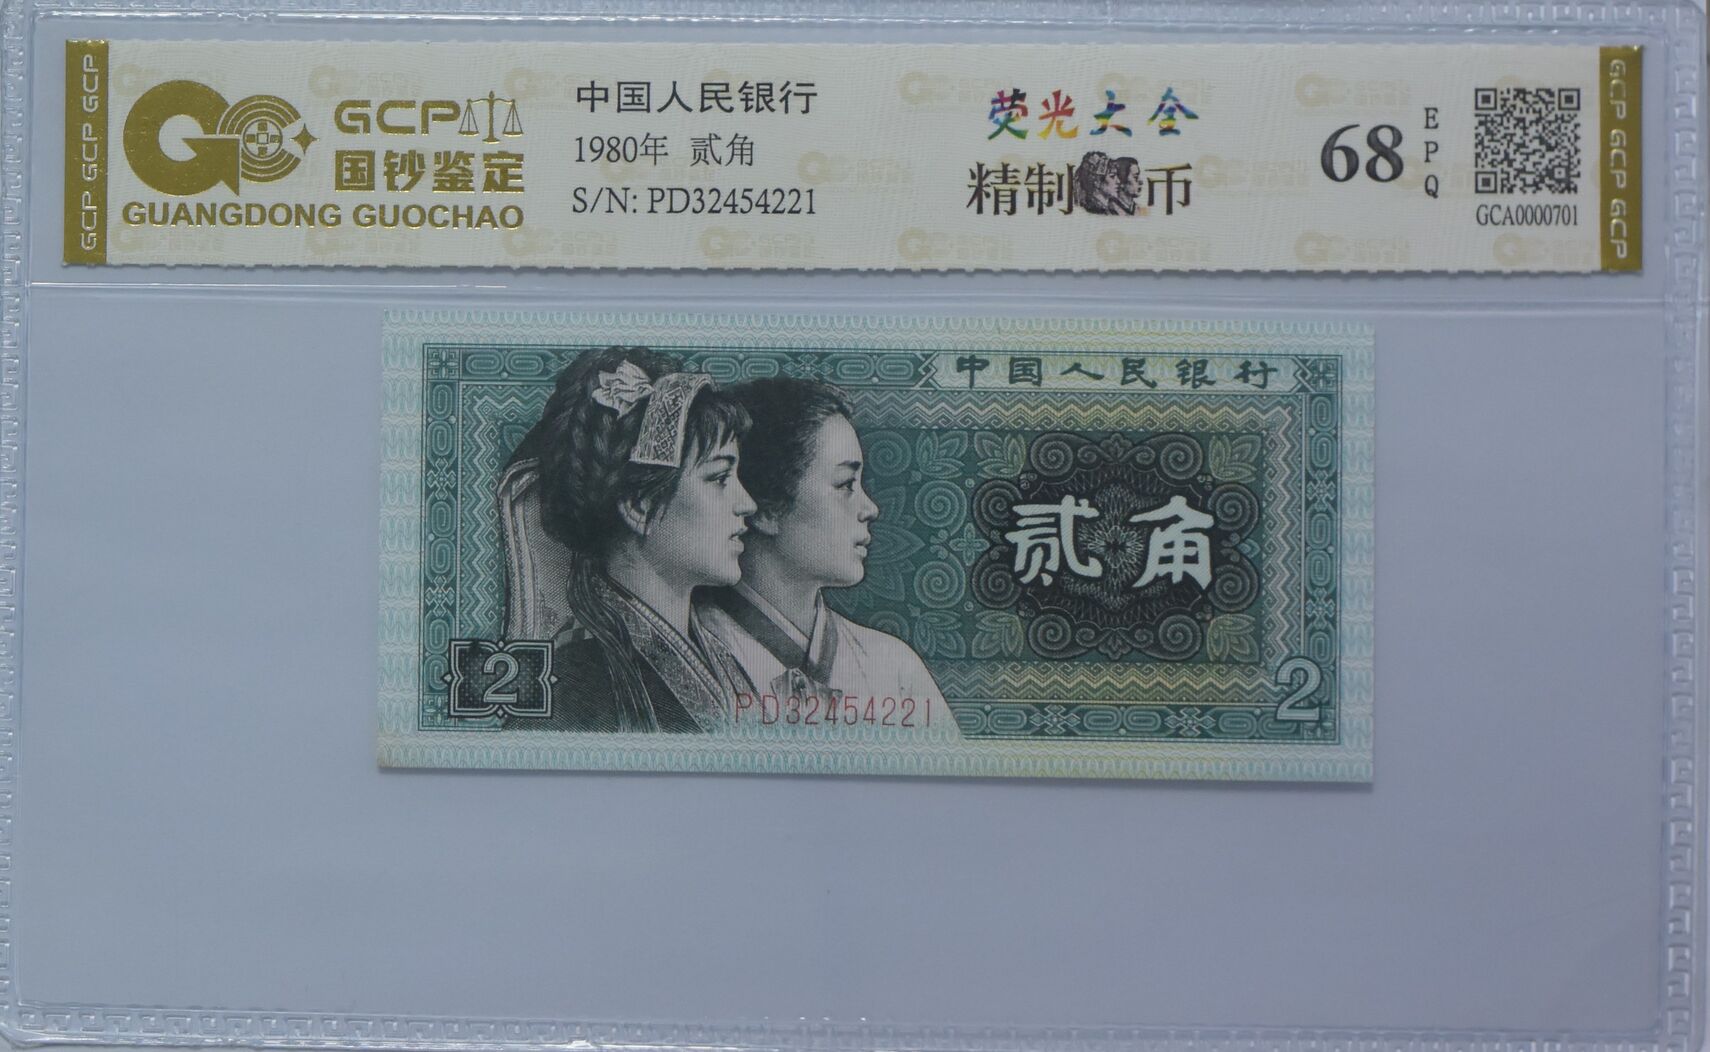 GCP GCP GCP
GCP
国钞鉴定
GUANGDONG GUOCHAO
中国人民银行
1980年 贰角
S/N: PD32454221
荧光大全
精制币
68
EPQ
GCA0000701
GCP GCP GCP
中国人民银行
贰角
2
PD32454221
2